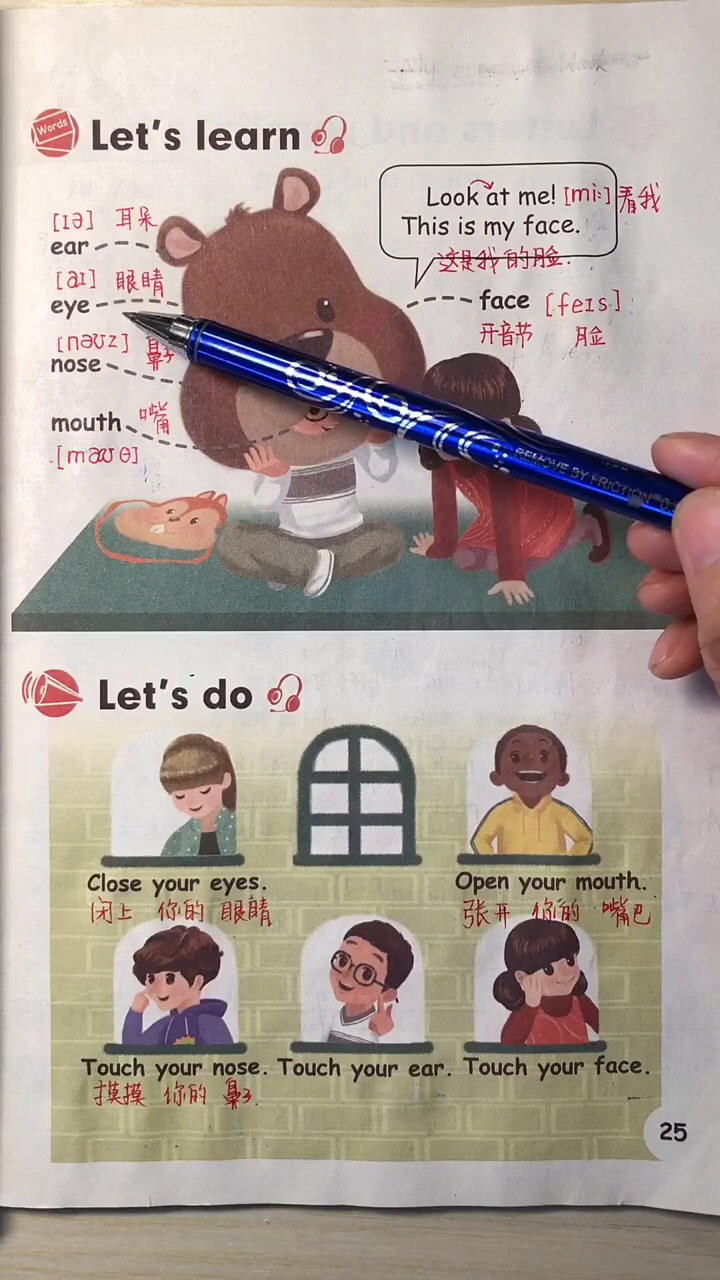 Words
Let's learn
Look at me! [mi:] 看我
This is my face.
这是我的脸.
[ɪə] 耳朵
ear
[aɪ] 眼睛
eye
face [feɪs]
开音节 脸
[nəʊz] 鼻子
nose
mouth 嘴
[maʊθ]
REMOVE BY FRICTION
Let's do
Close your eyes.
闭上 你的 眼睛
Open your mouth.
张开 你的 嘴巴
Touch your nose. Touch your ear. Touch your face.
摸摸 你的 鼻子.
25